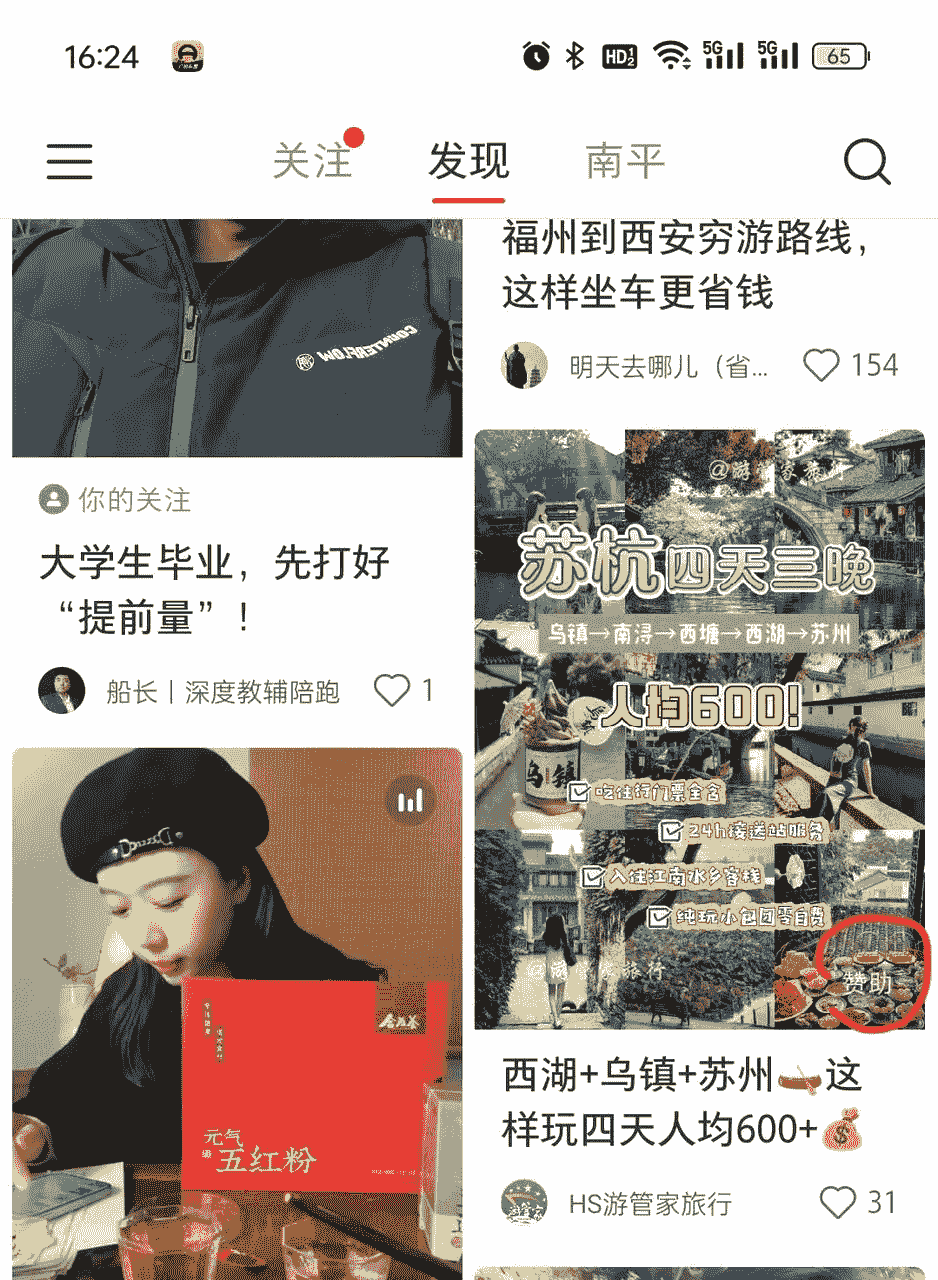 16:24
HD
5G
5G
65
关注
发现
南平
COUNTERFLOW
你的关注
大学生毕业，先打好
“提前量”！
船长丨深度教辅陪跑
1
元气
五红粉
福州到西安穷游路线，
这样坐车更省钱
明天去哪儿（省...
154
苏杭四天三晚
乌镇→南浔→西塘→西湖→苏州
人均600!
乌镇
吃住行门票全含
24h接送站服务
入住江南水乡客栈
纯玩小包团零自费
赞助
西湖+乌镇+苏州🛶这
样玩四天人均600+💰
HS游管家旅行
31